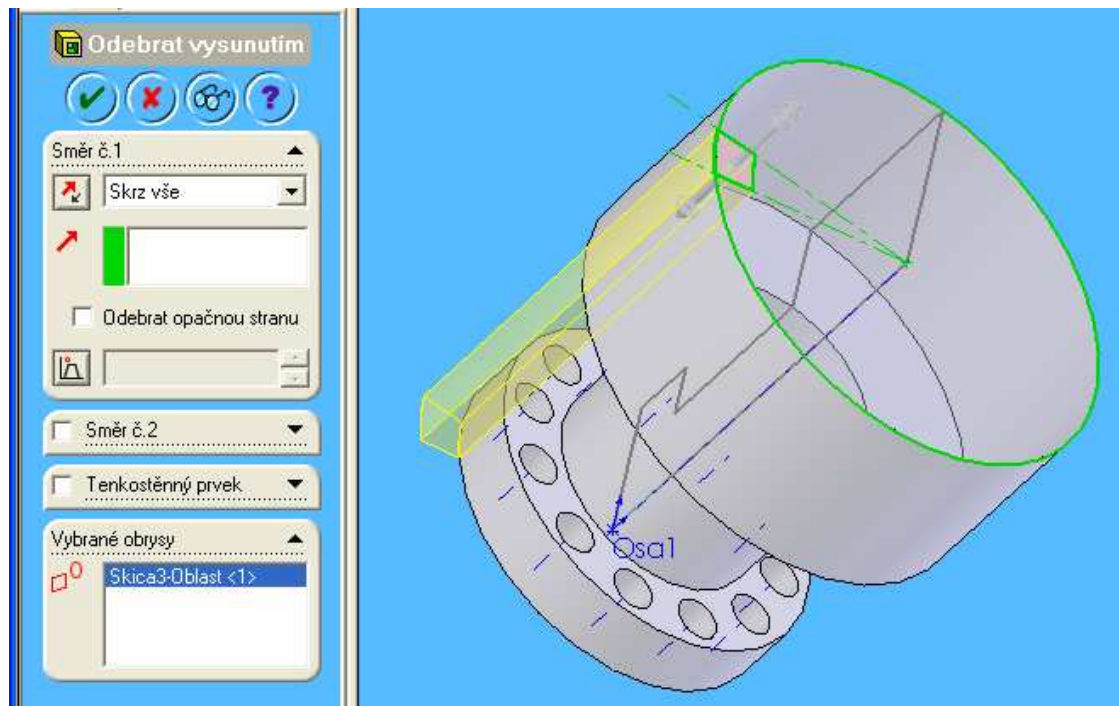 Odebrat vysunutím
?
Směr č.1
Skrz vše
Odebrat opačnou stranu
Směr č.2
Tenkostěnný prvek
Vybrané obrysy
Skica3-Oblast <1>
Osa1